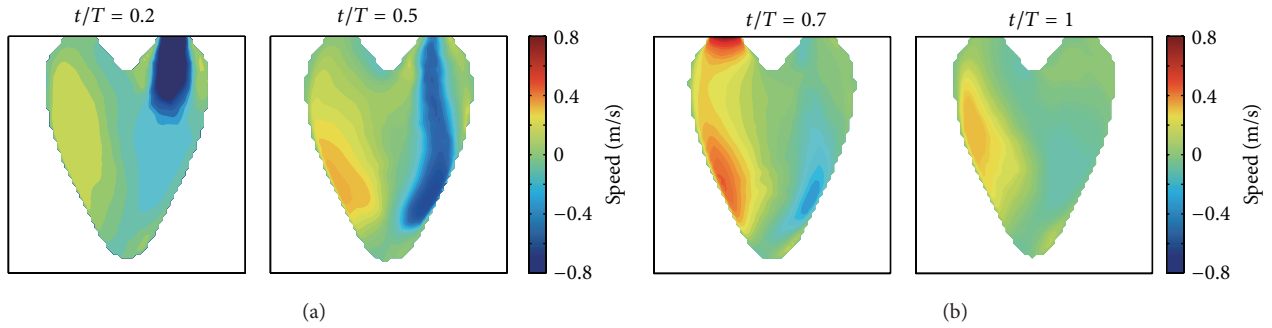 t/T = 0.2
t/T = 0.5
0.8
0.4
0
−0.4
−0.8
Speed (m/s)
(a)
t/T = 0.7
t/T = 1
0.8
0.4
0
−0.4
−0.8
Speed (m/s)
(b)